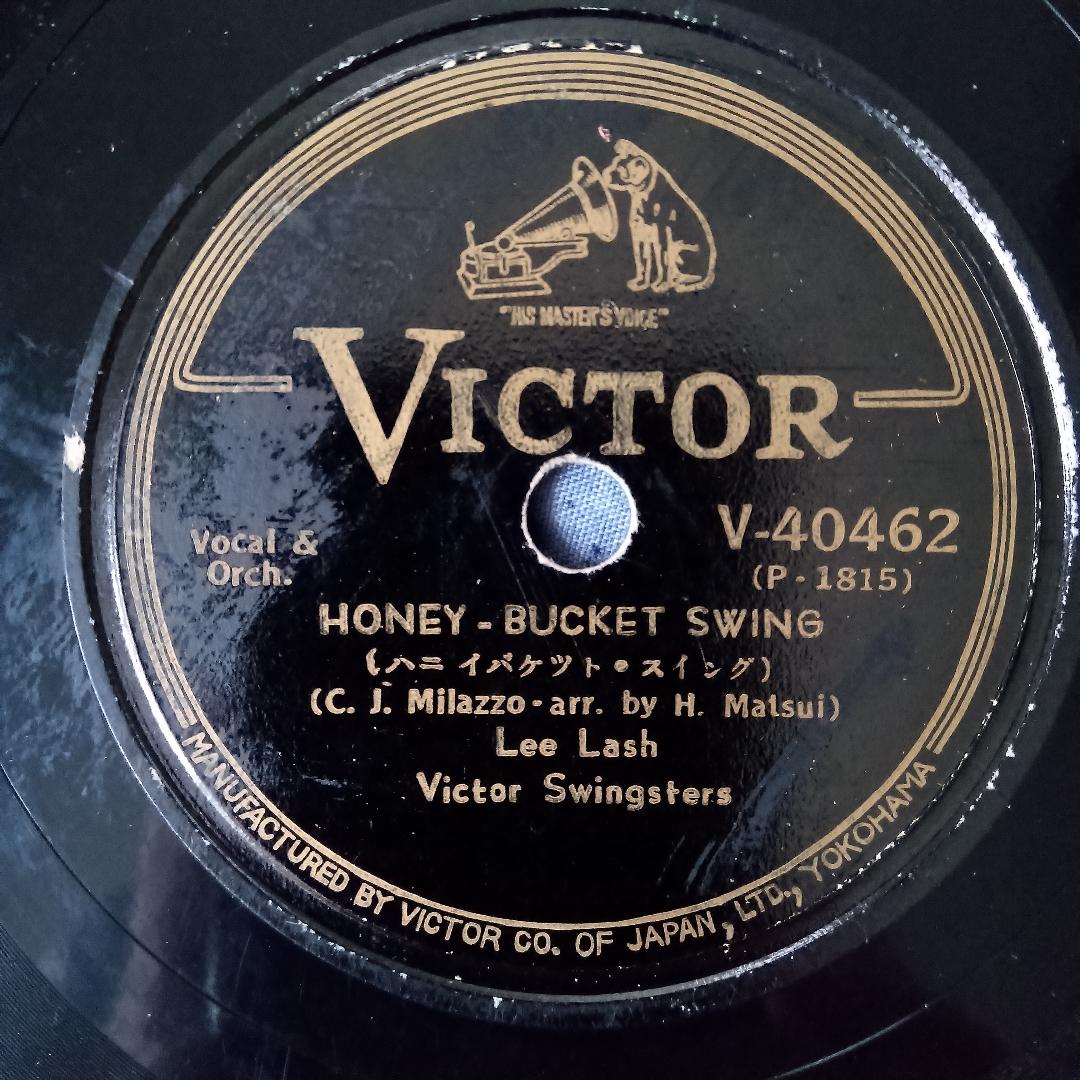 "HIS MASTER'S VOICE"
VICTOR
Vocal &
Orch.
V-40462
(P-1815)
HONEY-BUCKET SWING
(ハニイバケツト・スイング)
(C. J. Milazzo-arr. by H. Matsui)
Lee Lash
Victor Swingsters
MANUFACTURED BY VICTOR CO. OF JAPAN, LTD., YOKOHAMA